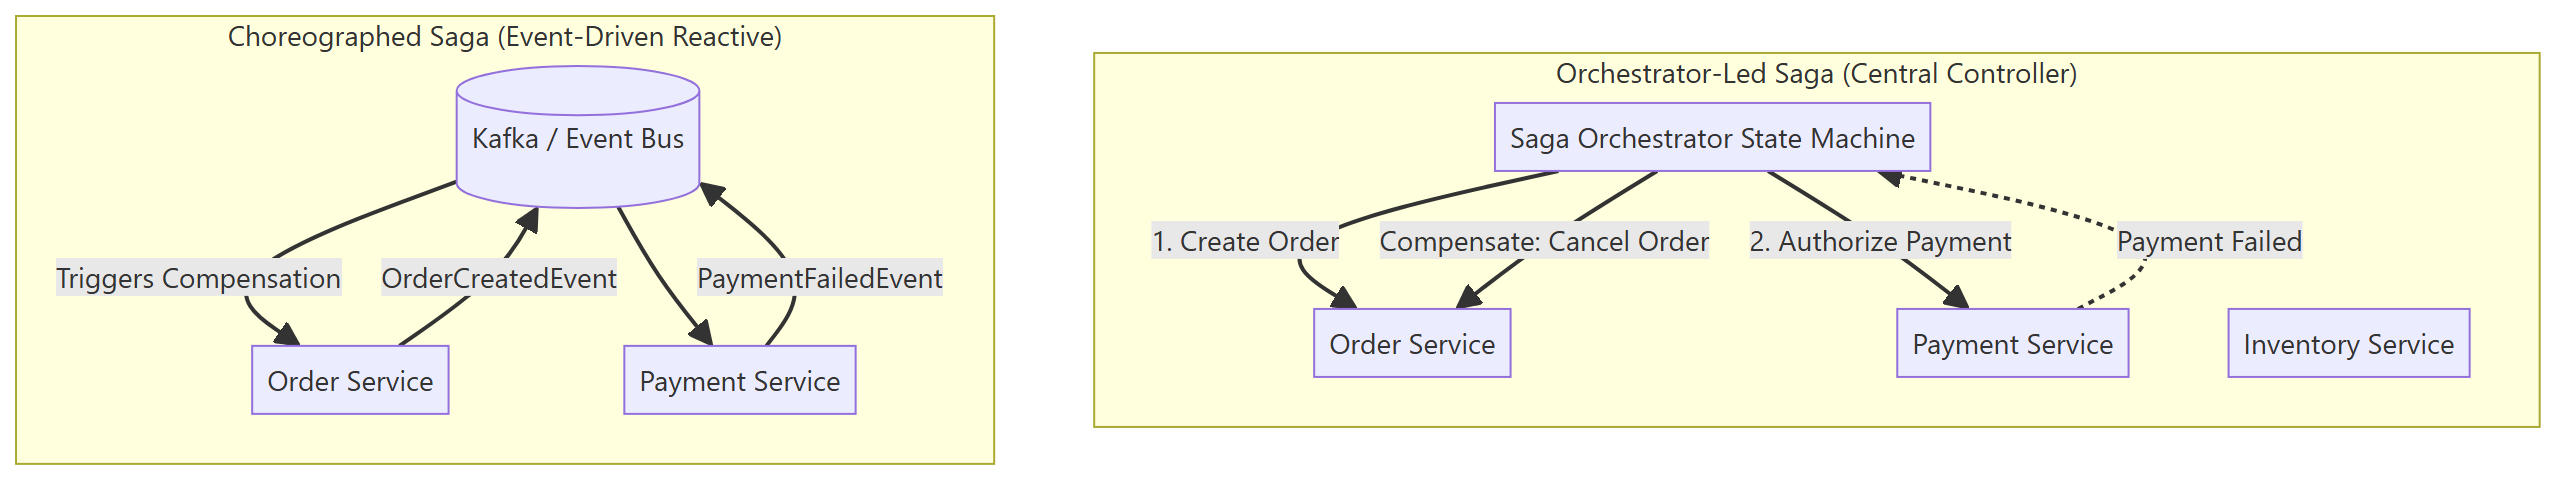 Choreographed Saga (Event-Driven Reactive)
Kafka / Event Bus
Triggers Compensation
OrderCreatedEvent
PaymentFailedEvent
Order Service
Payment Service
Orchestrator-Led Saga (Central Controller)
Saga Orchestrator State Machine
1. Create Order
Compensate: Cancel Order
2. Authorize Payment
Payment Failed
Order Service
Payment Service
Inventory Service